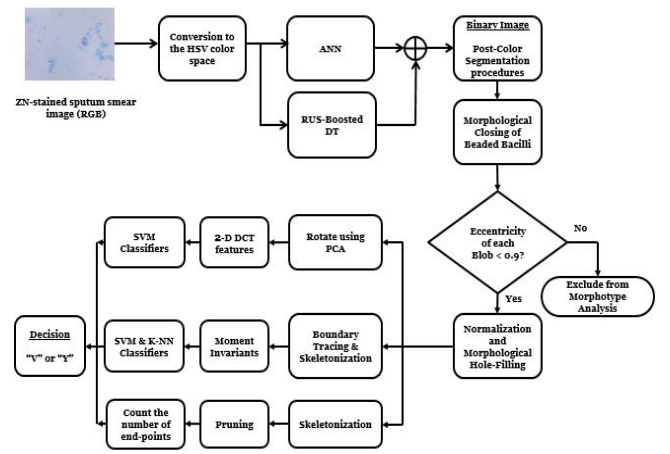 Conversion to
the HSV color
space
ANN
Binary Image
Post-Color
Segmentation
procedures
ZN-stained sputum smear
image (RGB)
RUS-Boosted
DT
Morphological
Closing of
Beaded Bacilli
Eccentricity
of each
Blob < 0.9?
No
Exclude from
Morphotype
Analysis
Yes
Normalization
and
Morphological
Hole-Filling
Rotate using
PCA
2-D DCT
features
SVM
Classifiers
Boundary
Tracing &
Skeletonization
Moment
Invariants
SVM & K-NN
Classifiers
Skeletonization
Pruning
Count the
number of
end-points
Decision
"V" or "Y"